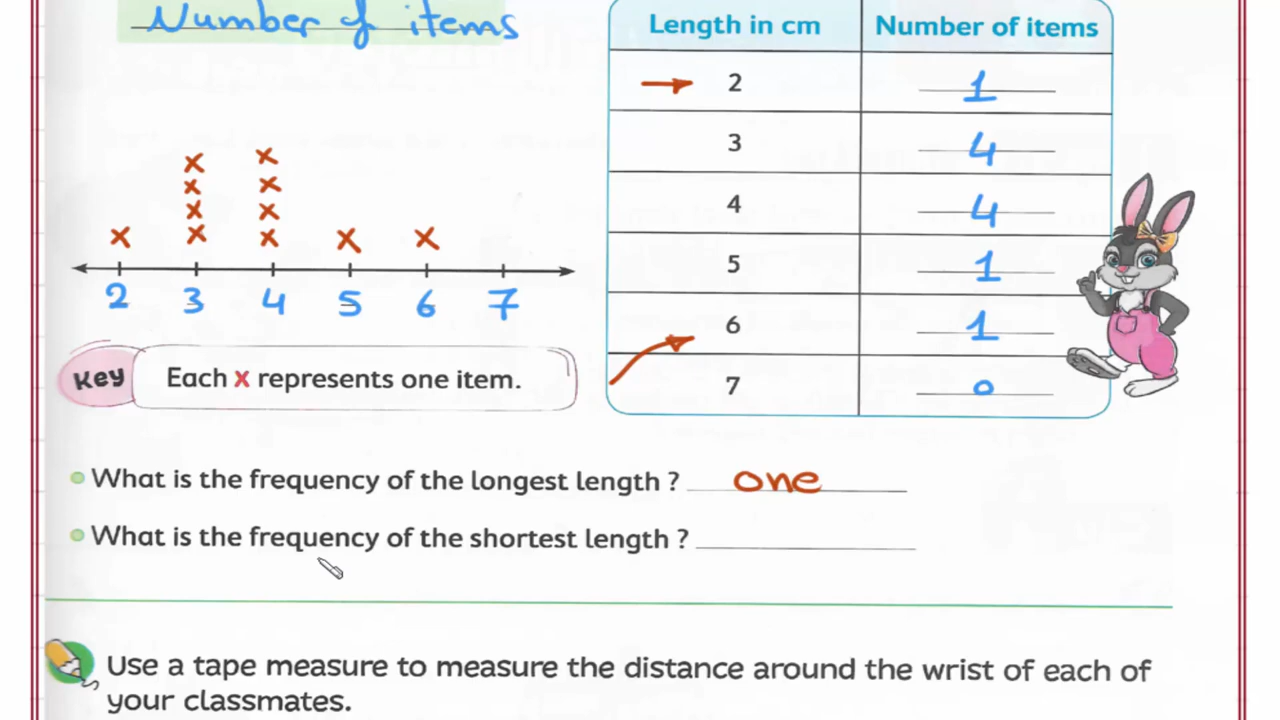 Number of items
Length in cm Number of items
2 1
3 4
4 4
5 1
6 1
7 0
x x
x x
x x
x x x x x
2 3 4 5 6 7
Key Each x represents one item.
What is the frequency of the longest length ? one
What is the frequency of the shortest length ?
Use a tape measure to measure the distance around the wrist of each of
your classmates.